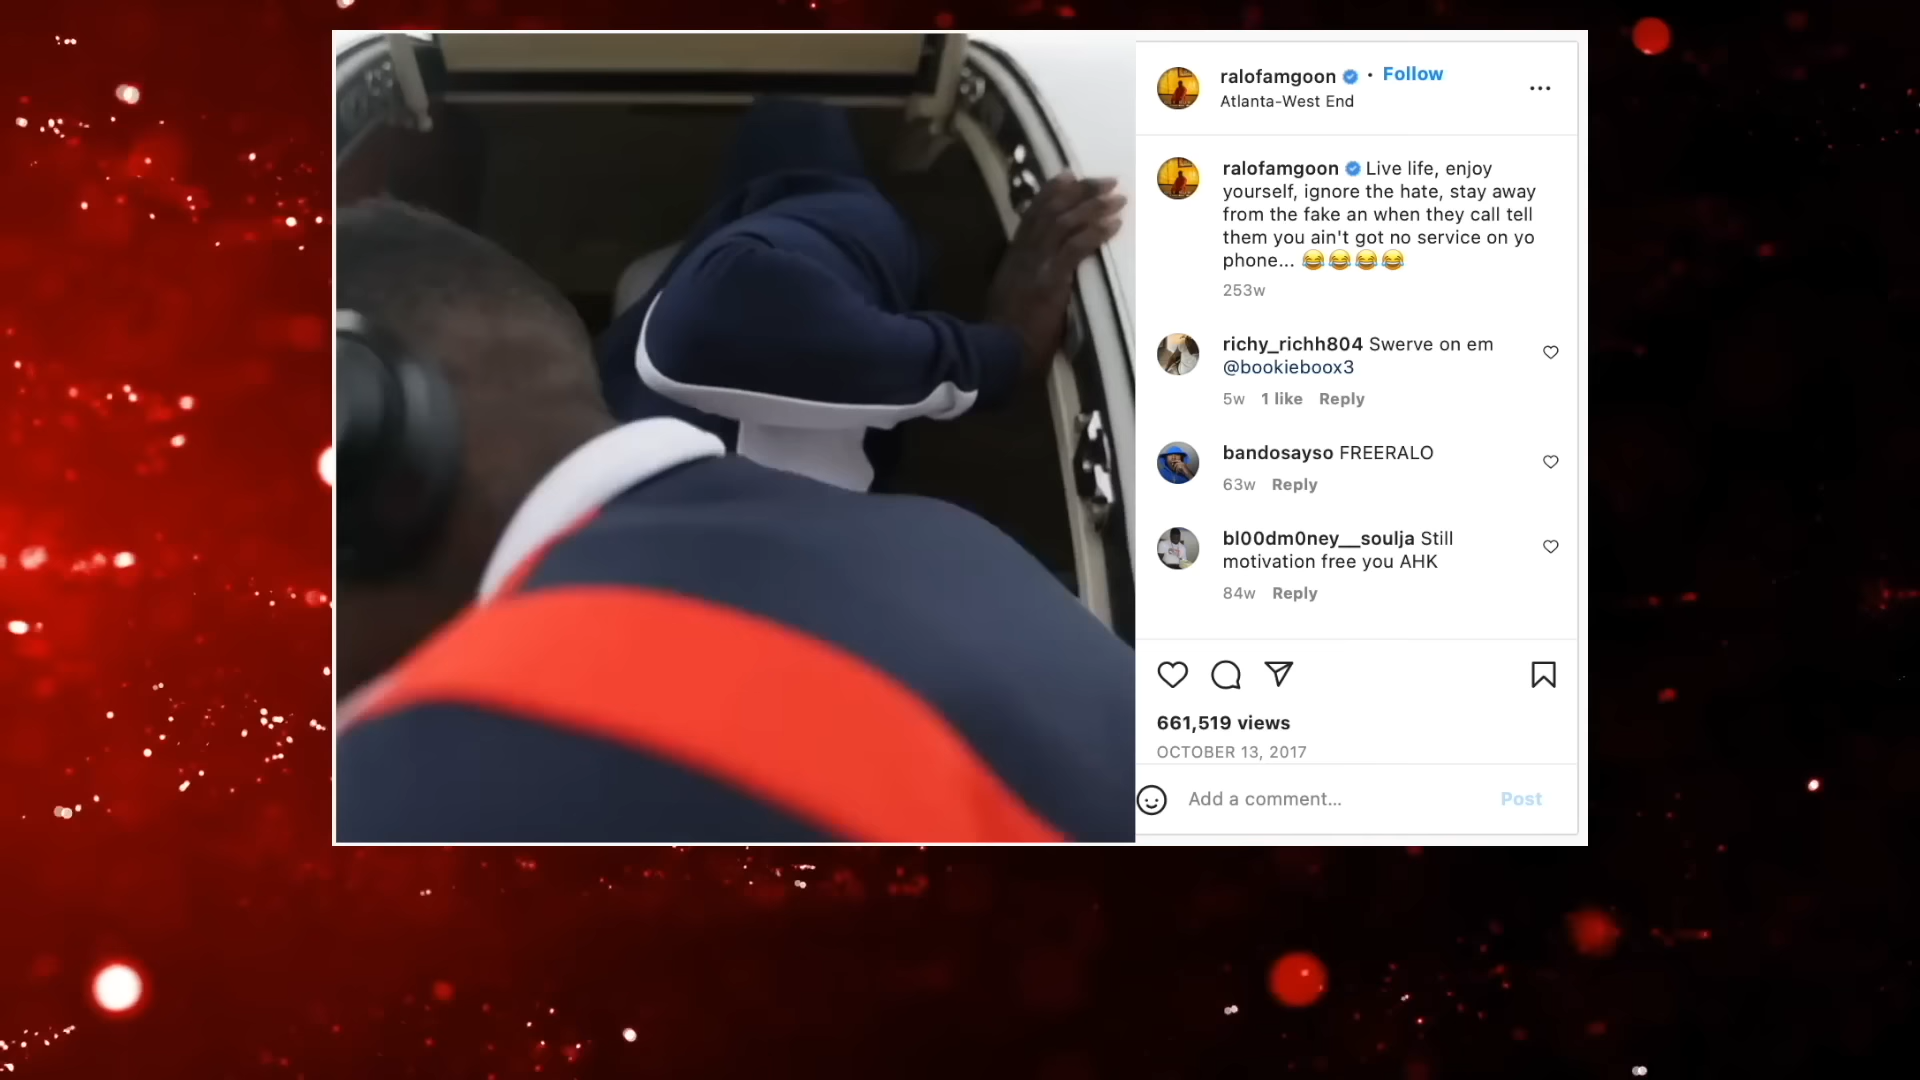 ralofamgoon • Follow
Atlanta-West End
ralofamgoon Live life, enjoy
yourself, ignore the hate, stay away
from the fake an when they call tell
them you ain't got no service on yo
phone... 😂😂😂😂
253w
richy_richh804 Swerve on em
@bookieboox3
5w 1 like Reply
bandosayso FREERALO
63w Reply
bl00dm0ney__soulja Still
motivation free you AHK
84w Reply
661,519 views
OCTOBER 13, 2017
Add a comment... Post